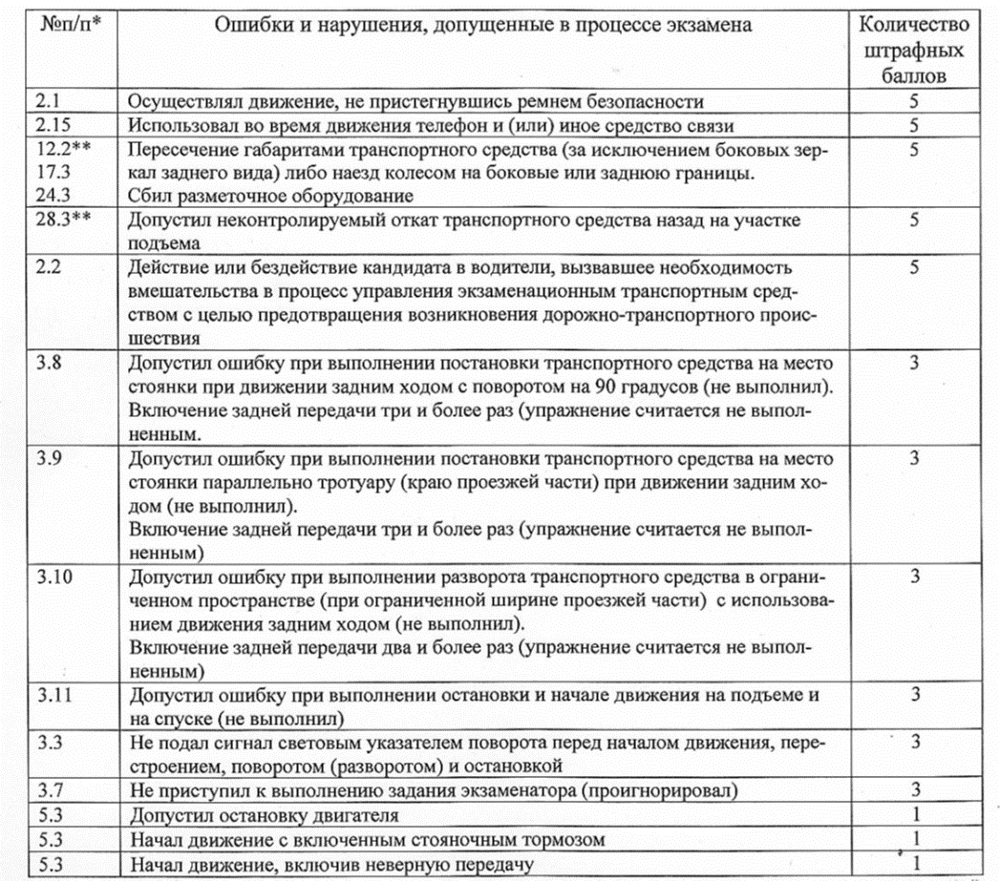 №п/п* Ошибки и нарушения, допущенные в процессе экзамена Количество
штрафных
баллов
2.1 Осуществлял движение, не пристегнувшись ремнем безопасности 5
2.15 Использовал во время движения телефон и (или) иное средство связи 5
12.2** Пересечение габаритами транспортного средства (за исключением боковых зер- 5
17.3 кал заднего вида) либо наезд колесом на боковые или заднюю границы.
24.3 Сбил разметочное оборудование
28.3** Допустил неконтролируемый откат транспортного средства назад на участке 5
подъема
2.2 Действие или бездействие кандидата в водители, вызвавшее необходимость 5
вмешательства в процесс управления экзаменационным транспортным сред-
ством с целью предотвращения возникновения дорожно-транспортного проис-
шествия
3.8 Допустил ошибку при выполнении постановки транспортного средства на место 3
стоянки при движении задним ходом с поворотом на 90 градусов (не выполнил).
Включение задней передачи три и более раз (упражнение считается не выпол-
ненным.
3.9 Допустил ошибку при выполнении постановки транспортного средства на место 3
стоянки параллельно тротуару (краю проезжей части) при движении задним хо-
дом (не выполнил).
Включение задней передачи три и более раз (упражнение считается не выпол-
ненным)
3.10 Допустил ошибку при выполнении разворота транспортного средства в ограни- 3
ченном пространстве (при ограниченной ширине проезжей части) с использова-
нием движения задним ходом (не выполнил).
Включение задней передачи два и более раз (упражнение считается не выпол-
ненным)
3.11 Допустил ошибку при выполнении остановки и начале движения на подъеме и 3
на спуске (не выполнил)
3.3 Не подал сигнал световым указателем поворота перед началом движения, пере- 3
строением, поворотом (разворотом) и остановкой
3.7 Не приступил к выполнению задания экзаменатора (проигнорировал) 3
5.3 Допустил остановку двигателя 1
5.3 Начал движение с включенным стояночным тормозом 1
5.3 Начал движение, включив неверную передачу 1